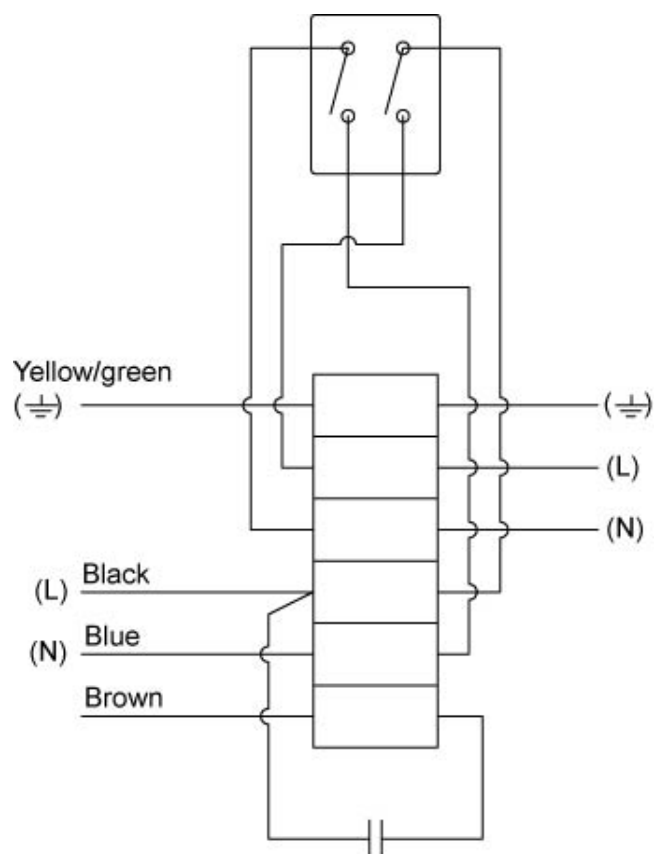 Yellow/green
(⏚) (⏚)
(L)
(N)
(L) Black
(N) Blue
Brown